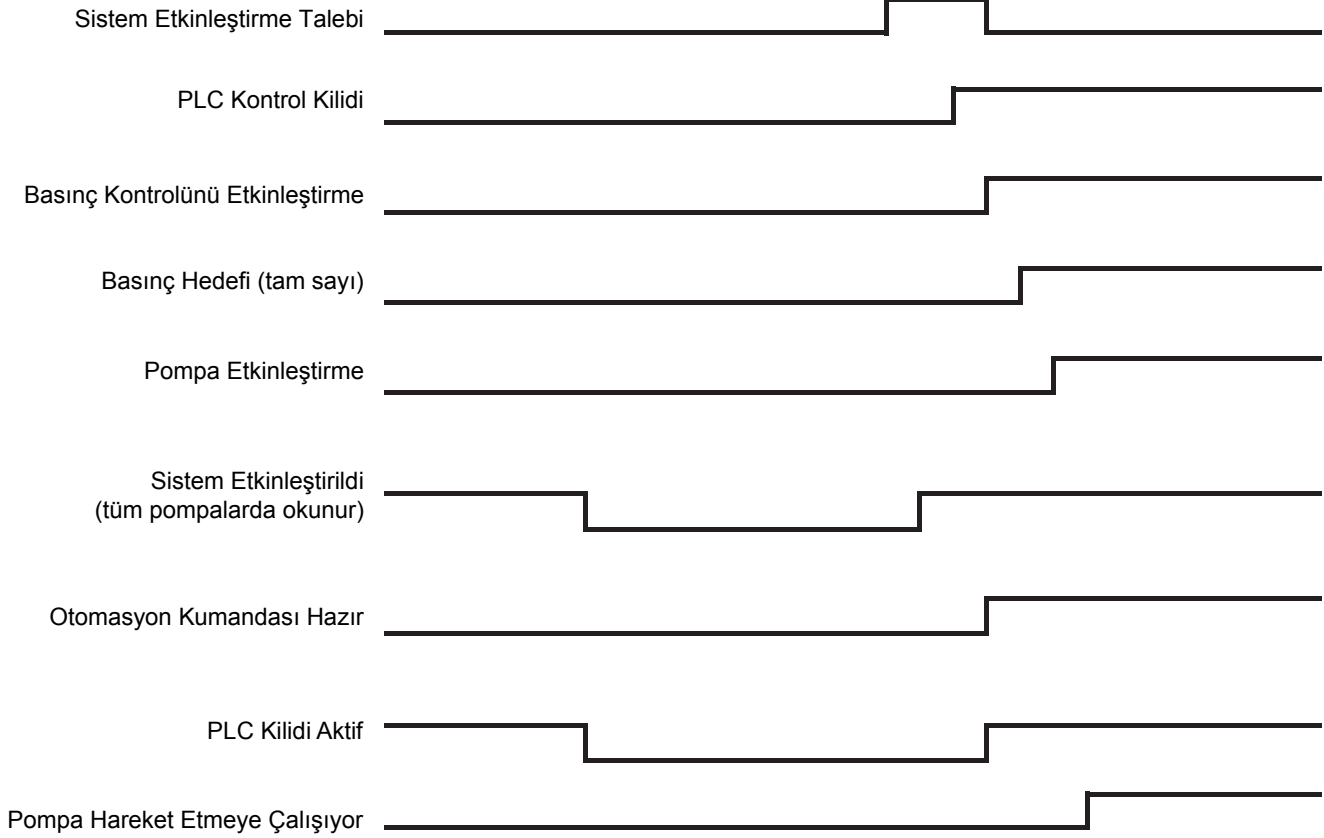 Sistem Etkinleştirme Talebi
PLC Kontrol Kilidi
Basınç Kontrolünü Etkinleştirme
Basınç Hedefi (tam sayı)
Pompa Etkinleştirme
Sistem Etkinleştirildi
(tüm pompalarda okunur)
Otomasyon Kumandası Hazır
PLC Kilidi Aktif
Pompa Hareket Etmeye Çalışıyor